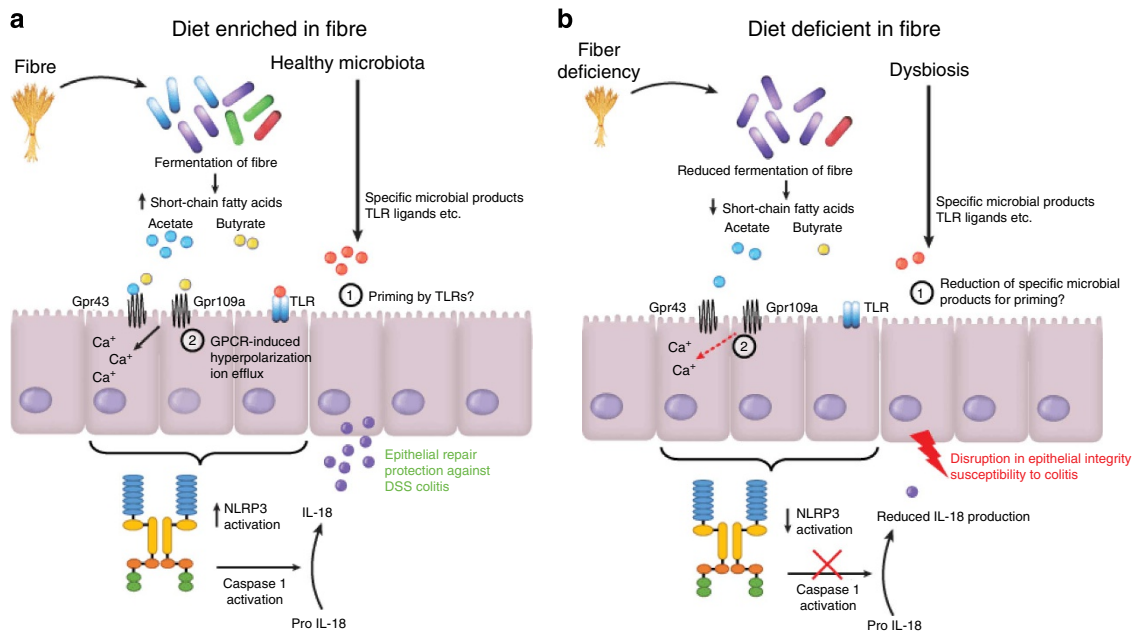 a
Diet enriched in fibre
Fibre
Healthy microbiota
Fermentation of fibre
Short-chain fatty acids
Acetate
Butyrate
Specific microbial products
TLR ligands etc.
Gpr43
Gpr109a
TLR
1
Priming by TLRs?
Ca+
Ca+
Ca+
2
GPCR-induced
hyperpolarization
ion efflux
Epithelial repair
protection against
DSS colitis
NLRP3
activation
IL-18
Caspase 1
activation
Pro IL-18
b
Diet deficient in fibre
Fiber
deficiency
Dysbiosis
Reduced fermentation of fibre
Short-chain fatty acids
Acetate
Butyrate
Specific microbial products
TLR ligands etc.
1
Reduction of specific microbial
products for priming?
Gpr43
Gpr109a
TLR
Ca+
Ca+
2
Disruption in epithelial integrity
susceptibility to colitis
NLRP3
activation
Reduced IL-18 production
Caspase 1
activation
Pro IL-18